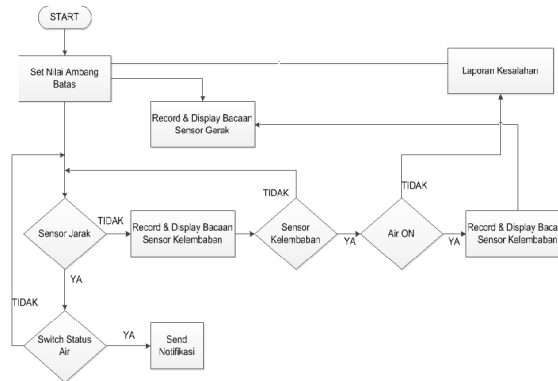 START
Set Nilai Ambang
Batas
Laporan Kesalahan
Record & Display Bacaan
Sensor Gerak
TIDAK
TIDAK
Sensor Jarak
TIDAK
Record & Display Bacaan
Sensor Kelembaban
Sensor
Kelembaban
YA
Air ON
YA
Record & Display Baca
Sensor Kelembaban
YA
TIDAK
Switch Status
Air
YA
Send
Notifikasi